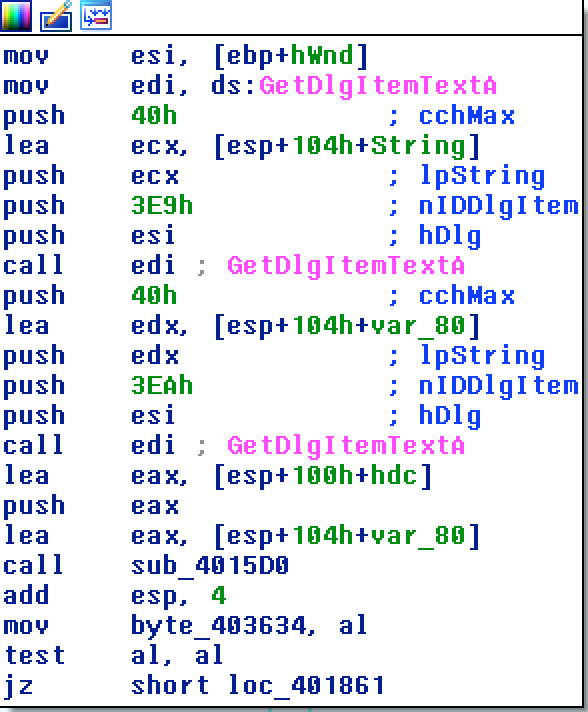 mov esi, [ebp+hWnd]
mov edi, ds:GetDlgItemTextA
push 40h ; cchMax
lea ecx, [esp+104h+String]
push ecx ; lpString
push 3E9h ; nIDDlgItem
push esi ; hDlg
call edi ; GetDlgItemTextA
push 40h ; cchMax
lea edx, [esp+104h+var_80]
push edx ; lpString
push 3EAh ; nIDDlgItem
push esi ; hDlg
call edi ; GetDlgItemTextA
lea eax, [esp+100h+hdc]
push eax
lea eax, [esp+104h+var_80]
call sub_4015D0
add esp, 4
mov byte_403634, al
test al, al
jz short loc_401861